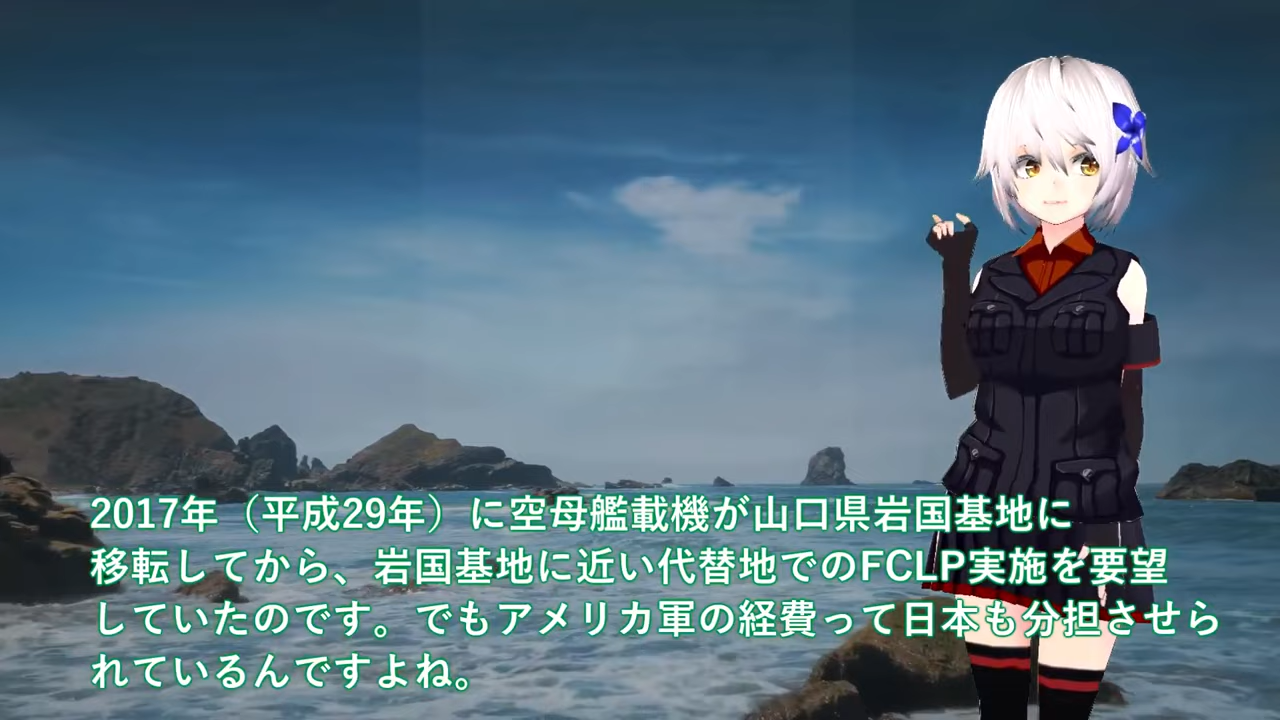 2017年（平成29年）に空母艦載機が山口県岩国基地に
移転してから、岩国基地に近い代替地でのFCLP実施を要望
していたのです。でもアメリカ軍の経費って日本も分担させら
れているんですよね。